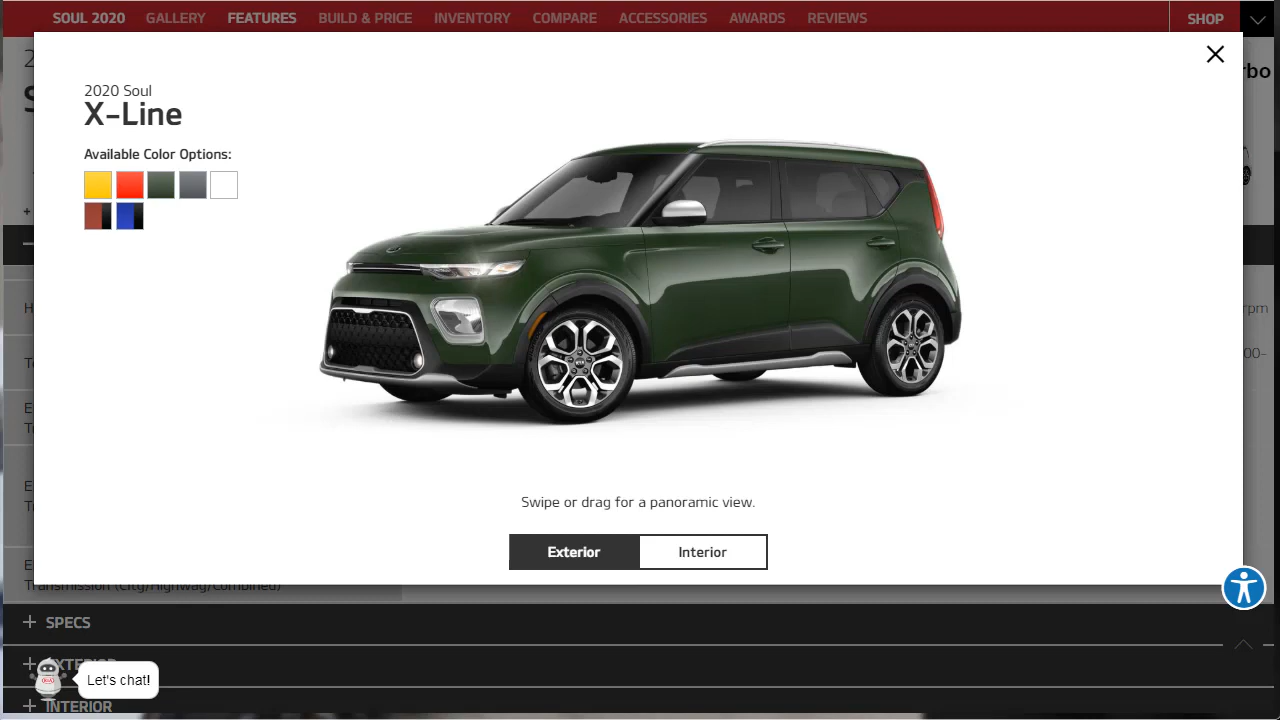 SOUL 2020 GALLERY FEATURES BUILD & PRICE INVENTORY COMPARE ACCESSORIES AWARDS REVIEWS SHOP
2020 Soul
X-Line
Available Color Options:
Swipe or drag for a panoramic view.
Exterior Interior
Transmission (City/Highway/Combined)
+ SPECS
+ EXTERIOR
Let's chat!
+ INTERIOR